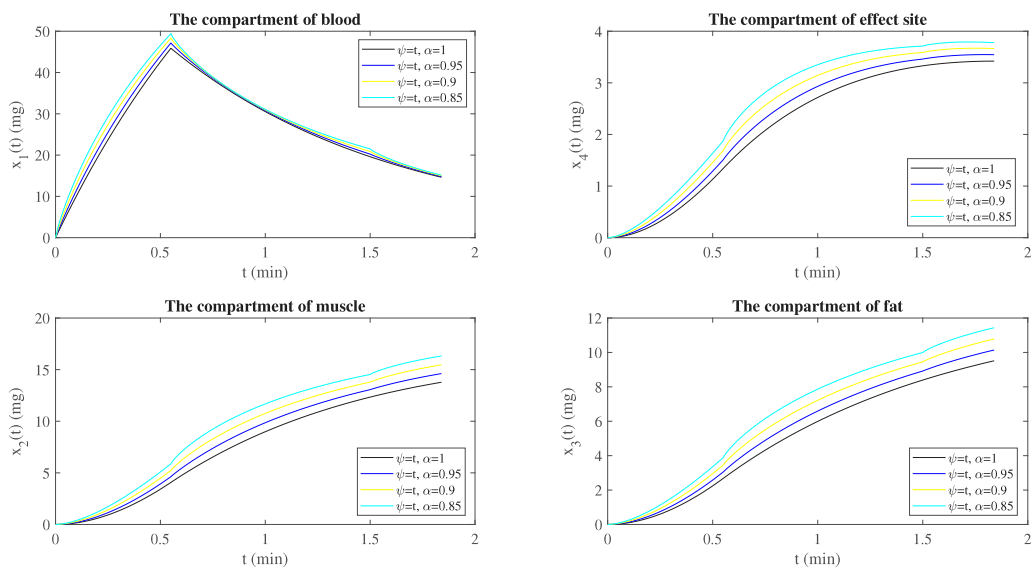 The compartment of blood
50
40
30
20
10
0
x1(t) (mg)
0 0.5 1 1.5 2
t (min)
ψ=t, α=1
ψ=t, α=0.95
ψ=t, α=0.9
ψ=t, α=0.85
The compartment of effect site
4
3
2
1
0
x4(t) (mg)
0 0.5 1 1.5 2
t (min)
ψ=t, α=1
ψ=t, α=0.95
ψ=t, α=0.9
ψ=t, α=0.85
The compartment of muscle
20
15
10
5
0
x2(t) (mg)
0 0.5 1 1.5 2
t (min)
ψ=t, α=1
ψ=t, α=0.95
ψ=t, α=0.9
ψ=t, α=0.85
The compartment of fat
12
10
8
6
4
2
0
x3(t) (mg)
0 0.5 1 1.5 2
t (min)
ψ=t, α=1
ψ=t, α=0.95
ψ=t, α=0.9
ψ=t, α=0.85